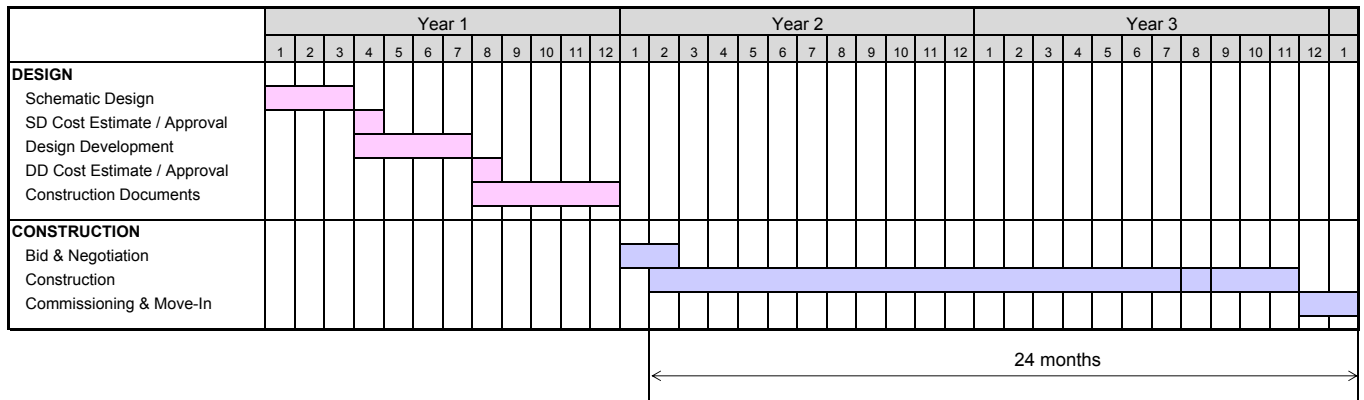 Year 1 Year 2 Year 3
1 2 3 4 5 6 7 8 9 10 11 12 1 2 3 4 5 6 7 8 9 10 11 12 1 2 3 4 5 6 7 8 9 10 11 12 1
DESIGN
Schematic Design
SD Cost Estimate / Approval
Design Development
DD Cost Estimate / Approval
Construction Documents
CONSTRUCTION
Bid & Negotiation
Construction
Commissioning & Move-In
24 months